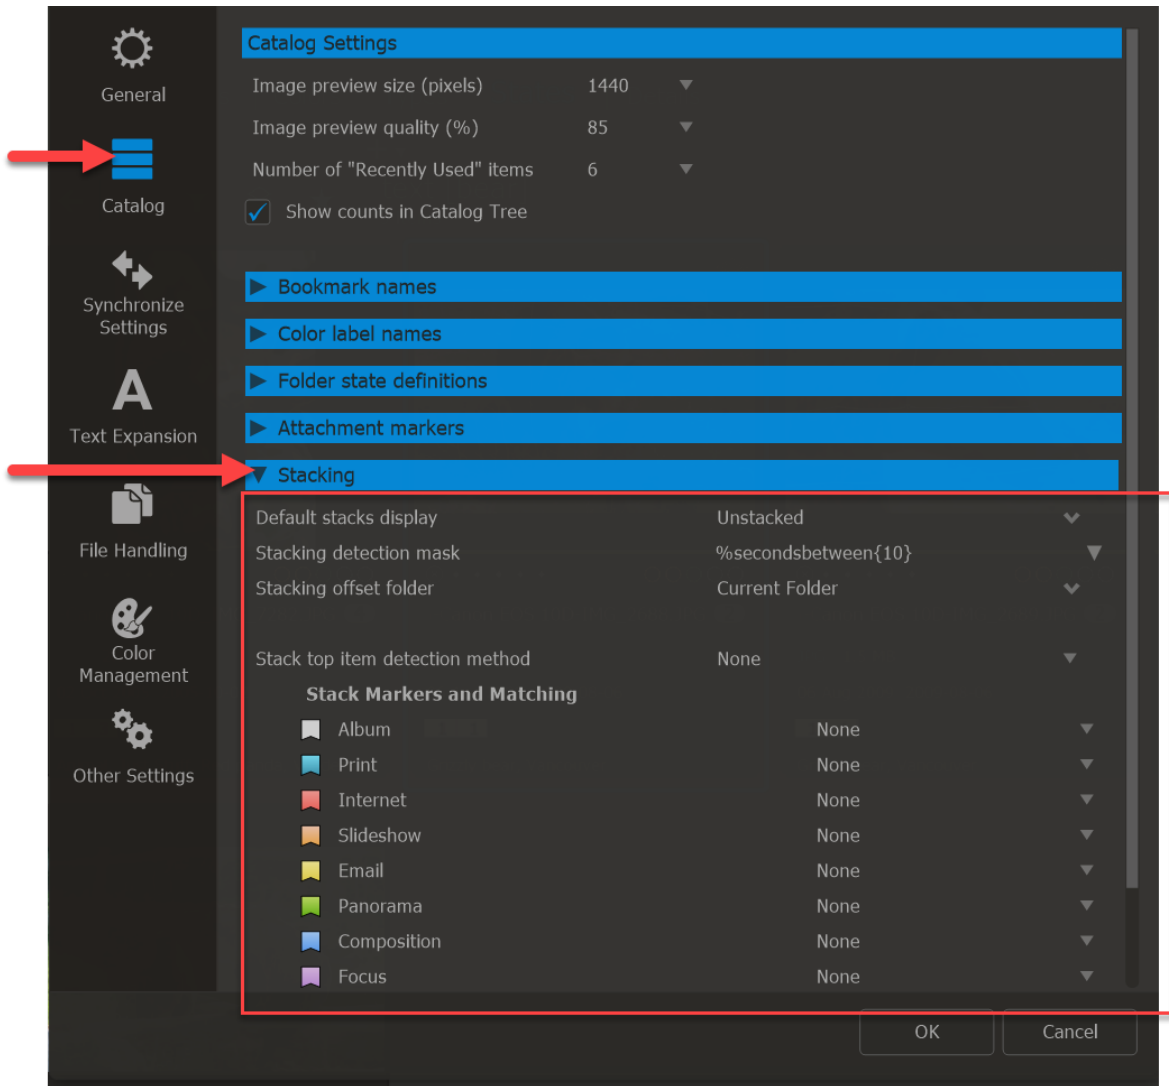 General
Catalog
Synchronize
Settings
Text Expansion
File Handling
Color
Management
Other Settings
Catalog Settings
Image preview size (pixels) 1440
Image preview quality (%) 85
Number of "Recently Used" items 6
Show counts in Catalog Tree
Bookmark names
Color label names
Folder state definitions
Attachment markers
Stacking
Default stacks display Unstacked
Stacking detection mask %secondsbetween{10}
Stacking offset folder Current Folder
Stack top item detection method None
Stack Markers and Matching
Album None
Print None
Internet None
Slideshow None
Email None
Panorama None
Composition None
Focus None
OK Cancel